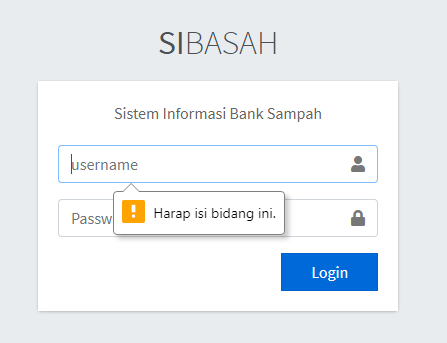 SIBASAH
Sistem Informasi Bank Sampah
username
Passw
Harap isi bidang ini.
Login